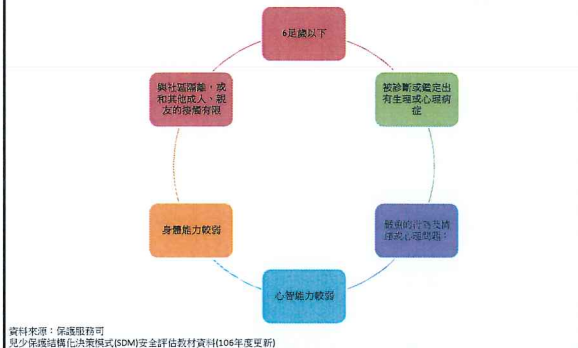 6足歲以下
被診斷或鑑定出
有生理或心理病
症
嚴重的行為及情
緒或心理問題：
心智能力較弱
身體能力較弱
與社區隔離，或
和其他成人、親
友的接觸有限
資料來源：保護服務司
兒少保護結構化決策模式(SDM)安全評估教材資料(106年度更新)